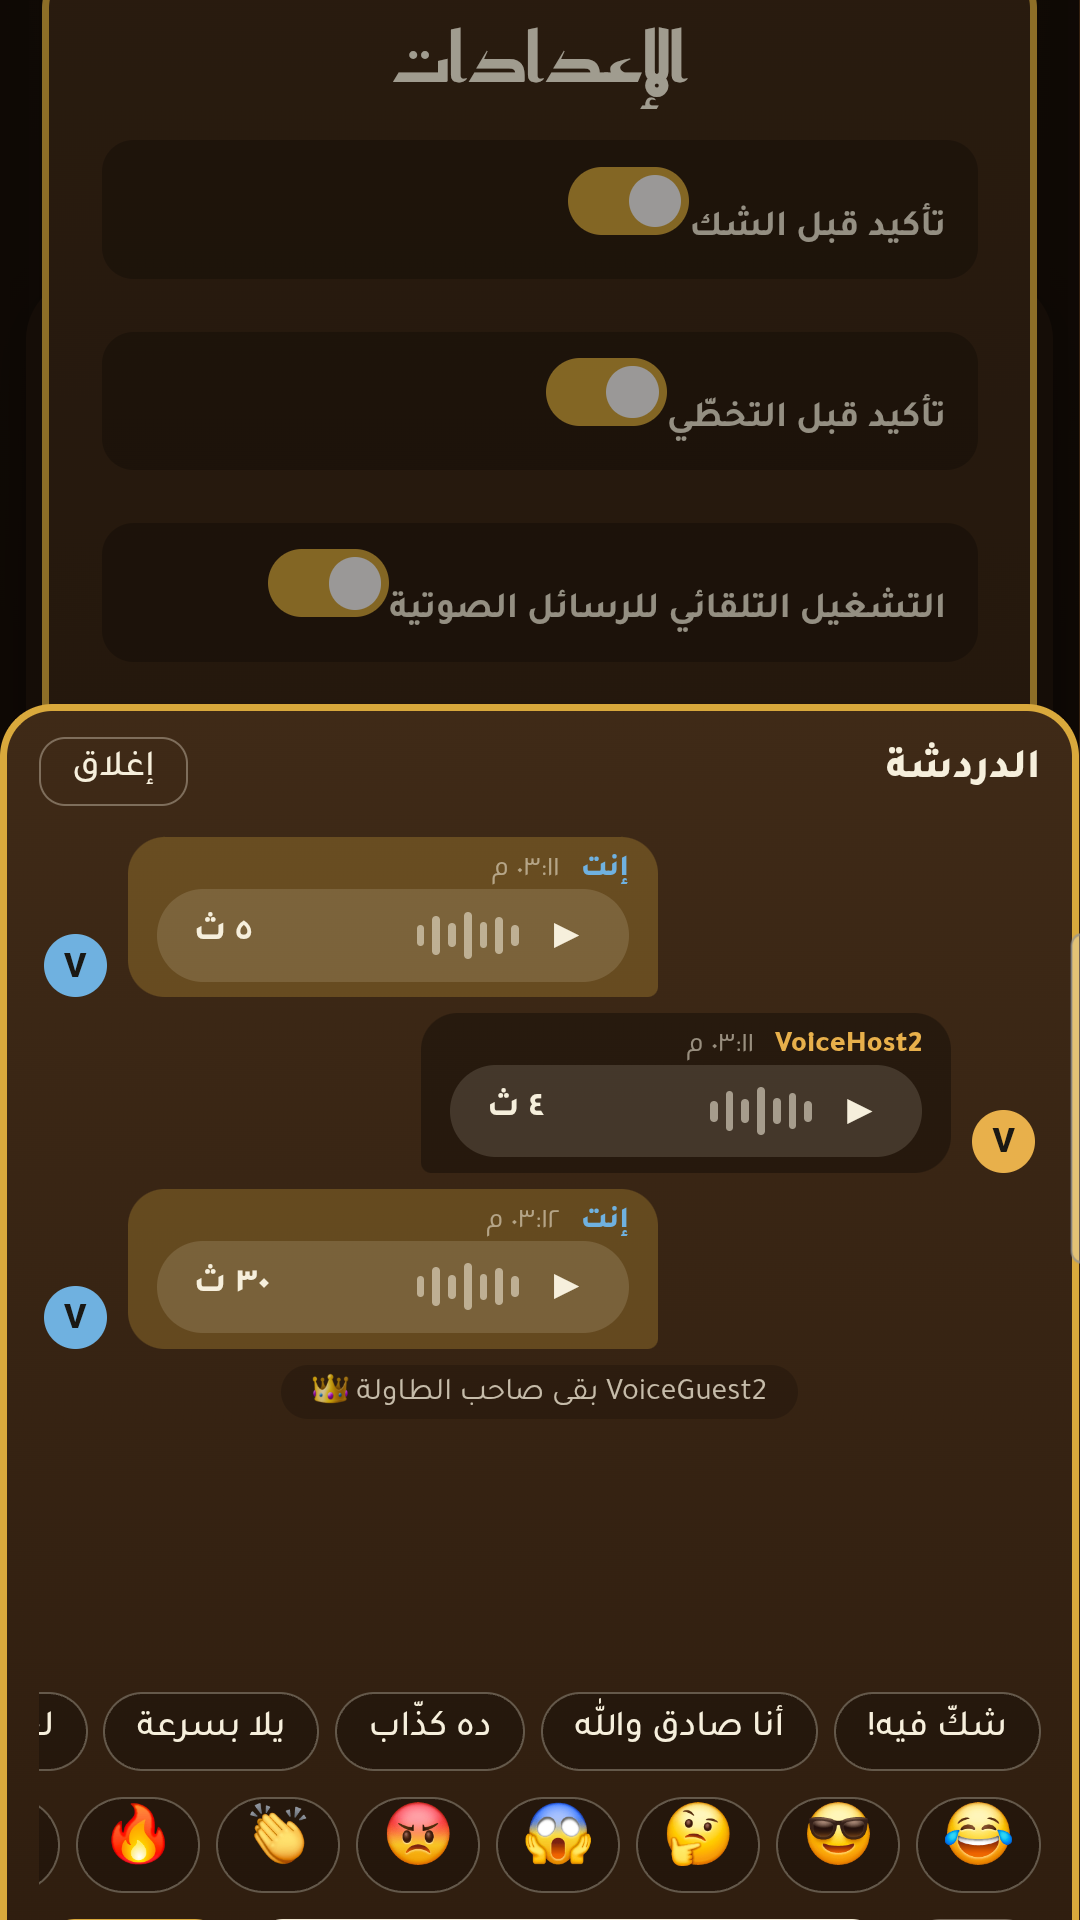 الإعدادات
تأكيد قبل الشك
تأكيد قبل التخطّي
التشغيل التلقائي للرسائل الصوتية
الدردشة
إغلاق
إنت ٠٣:١١ م
٥ ث
V
VoiceHost2 ٠٣:١١ م
٤ ث
V
إنت ٠٣:١٢ م
٣٠ ث
V
VoiceGuest2 بقى صاحب الطاولة 👑
شكّ فيه!
أنا صادق والله
ده كذّاب
يلا بسرعة
😂 😎 🤔 😱 😡 👏 🔥